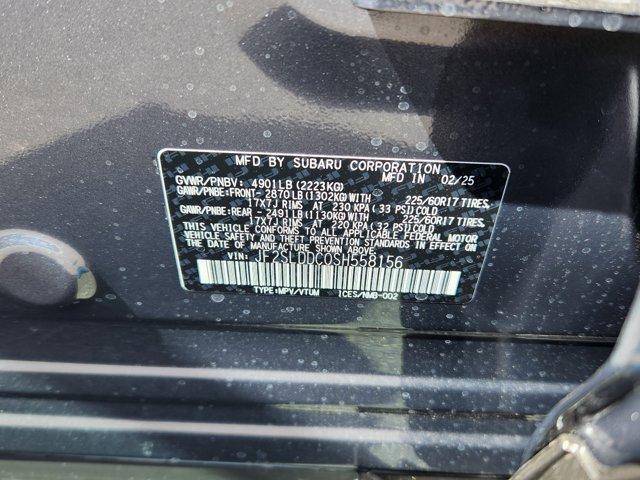 MFD BY SUBARU CORPORATION
GVWR/PNBV: 4901LB(2223KG) MFD IN 02/25
GAWR/PNBE:FRONT-2870LB(1302KG)WITH 225/60R17 TIRES,
17X7J RIMS AT 230 KPA(33 PSI)COLD
GAWR/PNBE:REAR -2491LB(1130KG)WITH 225/60R17 TIRES,
17X7J RIMS AT 220 KPA(32 PSI)COLD
THIS VEHICLE CONFORMS TO ALL APPLICABLE FEDERAL MOTOR
VEHICLE SAFETY AND THEFT PREVENTION STANDARDS IN EFFECT
ON THE DATE OF MANUFACTURE SHOWN ABOVE.
VIN: JF2SLDDC0SH558156
TYPE:MPV/VTUM ICES/NMB-002